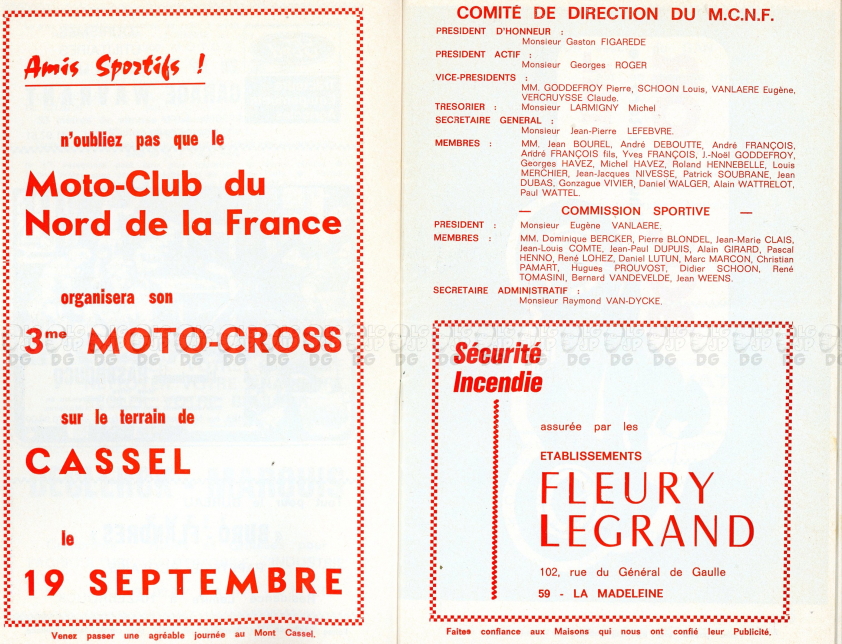 Amis Sportifs !
n'oubliez pas que le
Moto-Club du
Nord de la France
organisera son
3me MOTO-CROSS
sur le terrain de
CASSEL
le
19 SEPTEMBRE
Venez passer une agréable journée au Mont Cassel.
COMITÉ DE DIRECTION DU M.C.N.F.
PRESIDENT D'HONNEUR :
Monsieur Gaston FIGAREDE
PRESIDENT ACTIF :
Monsieur Georges ROGER
VICE-PRESIDENTS :
MM. GODDEFROY Pierre, SCHOON Louis, VANLAERE Eugène,
VERCRUYSSE Claude.
TRESORIER : Monsieur LARMIGNY Michel
SECRETAIRE GENERAL :
Monsieur Jean-Pierre LEFEBVRE.
MEMBRES : MM. Jean BOUREL, André DEBOUTTE, André FRANÇOIS,
André FRANÇOIS fils, Yves FRANÇOIS, J.-Noël GODDEFROY,
Georges HAVEZ, Michel HAVEZ, Roland HENNEBELLE, Louis
MERCHIER, Jean-Jacques NIVESSE, Patrick SOUBRANE, Jean
DUBAS, Gonzague VIVIER, Daniel WALGER, Alain WATTRELOT,
Paul WATTEL.
— COMMISSION SPORTIVE —
PRESIDENT : Monsieur Eugène VANLAERE.
MEMBRES : MM. Dominique BERCKER, Pierre BLONDEL, Jean-Marie CLAIS,
Jean-Louis COMTE, Jean-Paul DUPUIS, Alain GIRARD, Pascal
HENNO, René LOHEZ, Daniel LUTUN, Marc MARCON, Christian
PAMART, Hugues PROUVOST, Didier SCHOON, René
TOMASINI, Bernard VANDEVELDE, Jean WEENS.
SECRETAIRE ADMINISTRATIF :
Monsieur Raymond VAN-DYCKE.
Sécurité
Incendie
assurée par les
ETABLISSEMENTS
FLEURY
LEGRAND
102, rue du Général de Gaulle
59 - LA MADELEINE
Faites confiance aux Maisons qui nous ont confié leur Publicité.